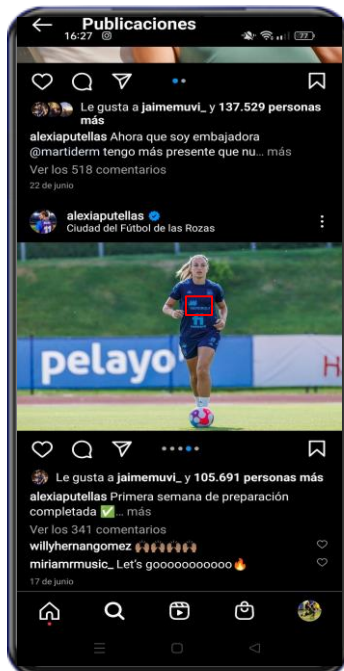 Publicaciones
16:27
77
Le gusta a jaimemuvi_ y 137.529 personas
más
alexiaputellas Ahora que soy embajadora
@martiderm tengo más presente que nu... más
Ver los 518 comentarios
22 de junio
alexiaputellas
Ciudad del Fútbol de las Rozas
11
pelayo
H
Le gusta a jaimemuvi_ y 105.691 personas más
alexiaputellas Primera semana de preparación
completada ✅... más
Ver los 341 comentarios
willyhernangomez 🙌🏽🙌🏽🙌🏽🙌🏽
miriamrmusic_ Let's gooooooooooo🔥
17 de junio